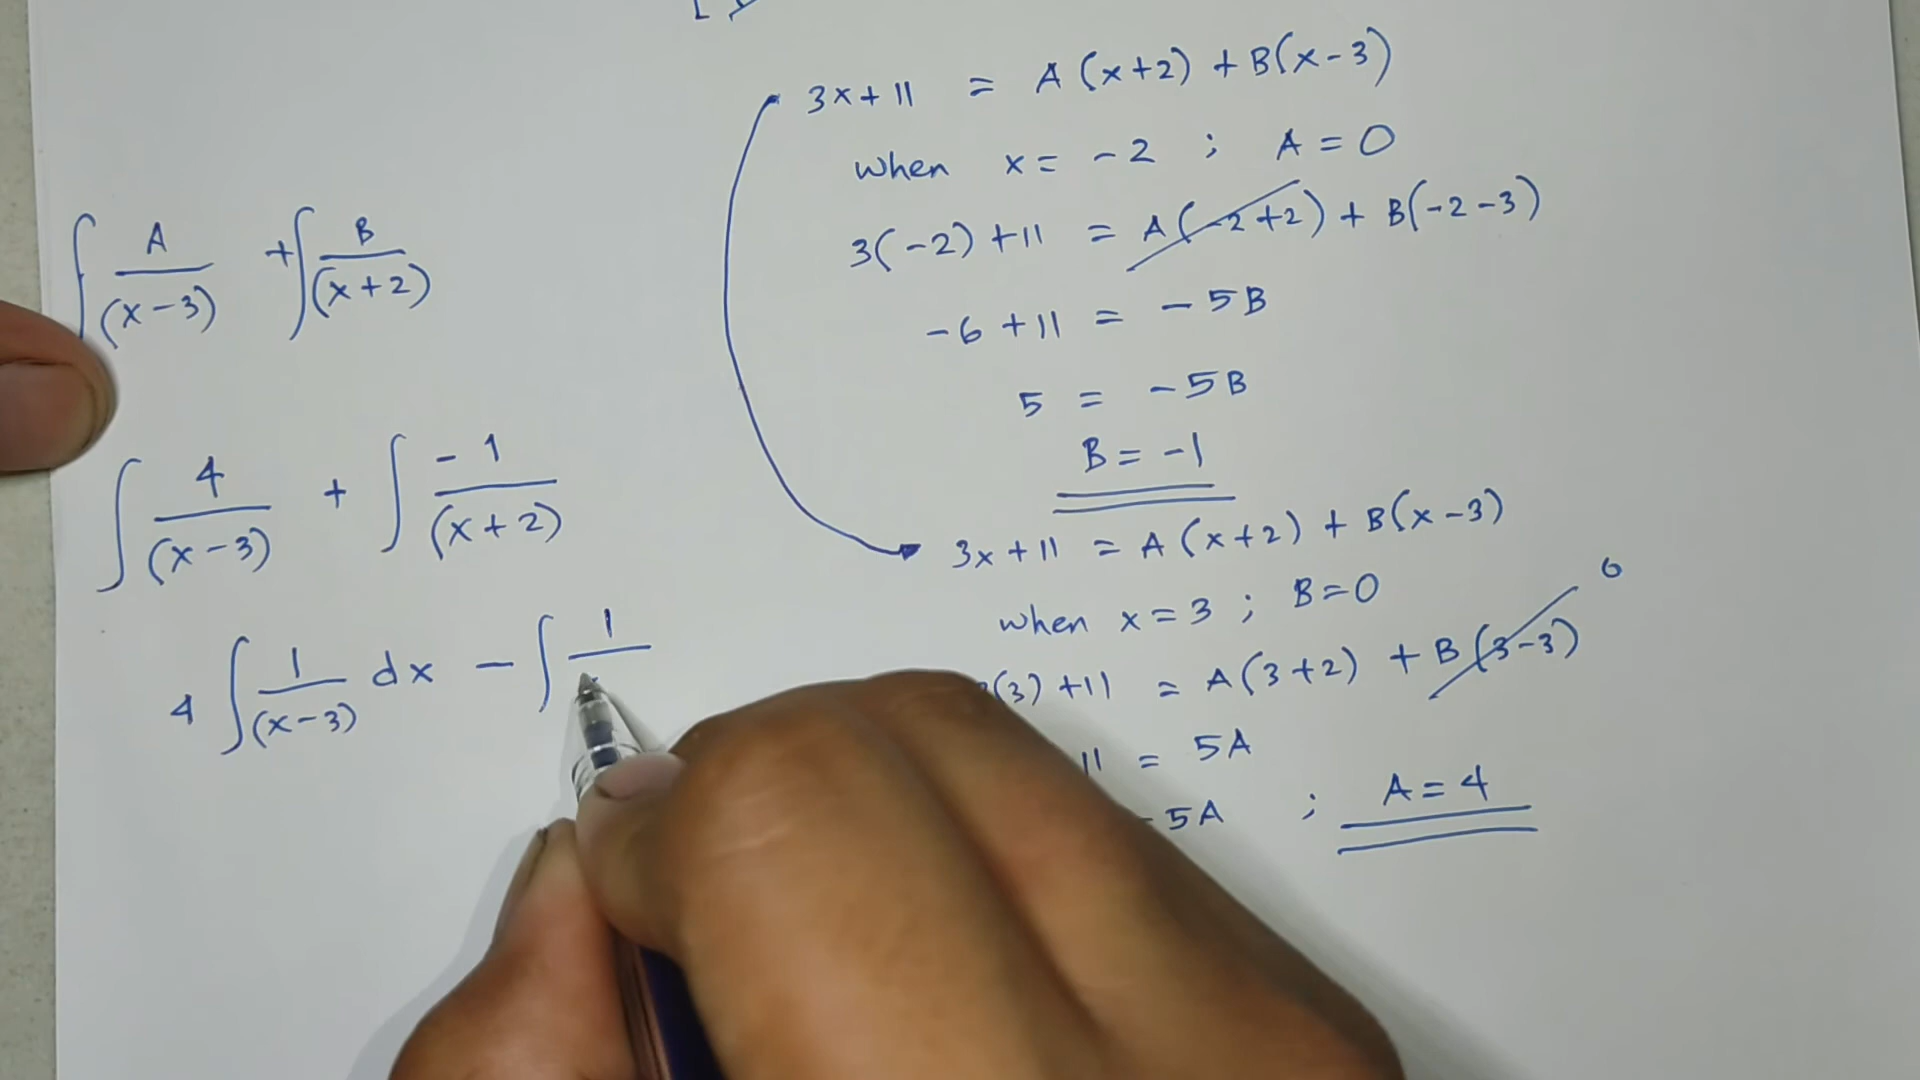 ∫ A/(x-3) + ∫ B/(x+2)
∫ 4/(x-3) + ∫ -1/(x+2)
4 ∫ 1/(x-3) dx - ∫ 1/
3x+11 = A(x+2) + B(x-3)
when x = -2 ; A = 0
3(-2) +11 = A(-2+2) + B(-2-3)
-6 +11 = -5B
5 = -5B
B = -1
3x+11 = A(x+2) + B(x-3)
when x = 3 ; B = 0
(3) +11 = A(3+2) + B(3-3) 0
11 = 5A
5A ; A = 4